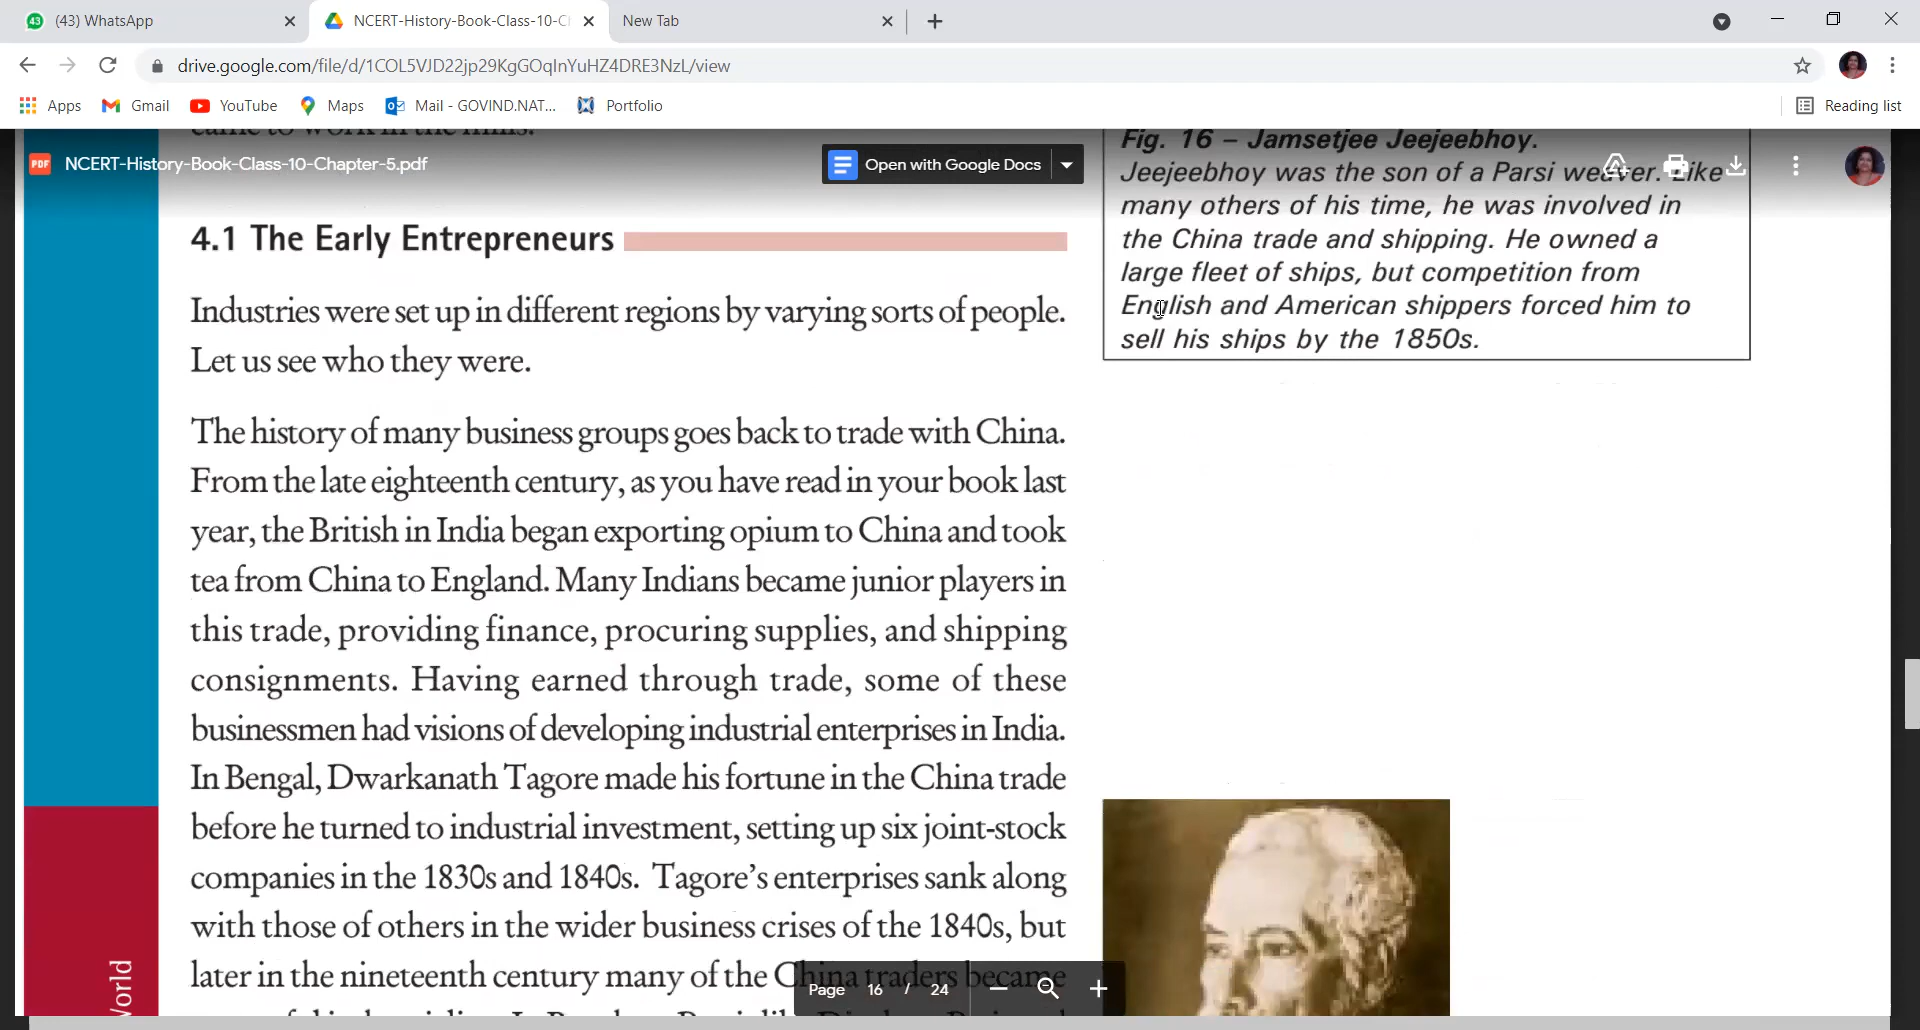 (43) WhatsApp
NCERT-History-Book-Class-10-C
New Tab
drive.google.com/file/d/1COL5VJD22jp29KgGOqInYuHZ4DRE3NzL/view
Apps
Gmail
YouTube
Maps
Mail - GOVIND.NAT...
Portfolio
Reading list
came to work in the mills.
NCERT-History-Book-Class-10-Chapter-5.pdf
Open with Google Docs
4.1 The Early Entrepreneurs
Industries were set up in different regions by varying sorts of people.
Let us see who they were.
The history of many business groups goes back to trade with China.
From the late eighteenth century, as you have read in your book last
year, the British in India began exporting opium to China and took
tea from China to England. Many Indians became junior players in
this trade, providing finance, procuring supplies, and shipping
consignments. Having earned through trade, some of these
businessmen had visions of developing industrial enterprises in India.
In Bengal, Dwarkanath Tagore made his fortune in the China trade
before he turned to industrial investment, setting up six joint-stock
companies in the 1830s and 1840s. Tagore's enterprises sank along
with those of others in the wider business crises of the 1840s, but
later in the nineteenth century many of the China traders became
Fig. 16 – Jamsetjee Jeejeebhoy.
Jeejeebhoy was the son of a Parsi weaver. Like
many others of his time, he was involved in
the China trade and shipping. He owned a
large fleet of ships, but competition from
English and American shippers forced him to
sell his ships by the 1850s.
World
Page 16 / 24